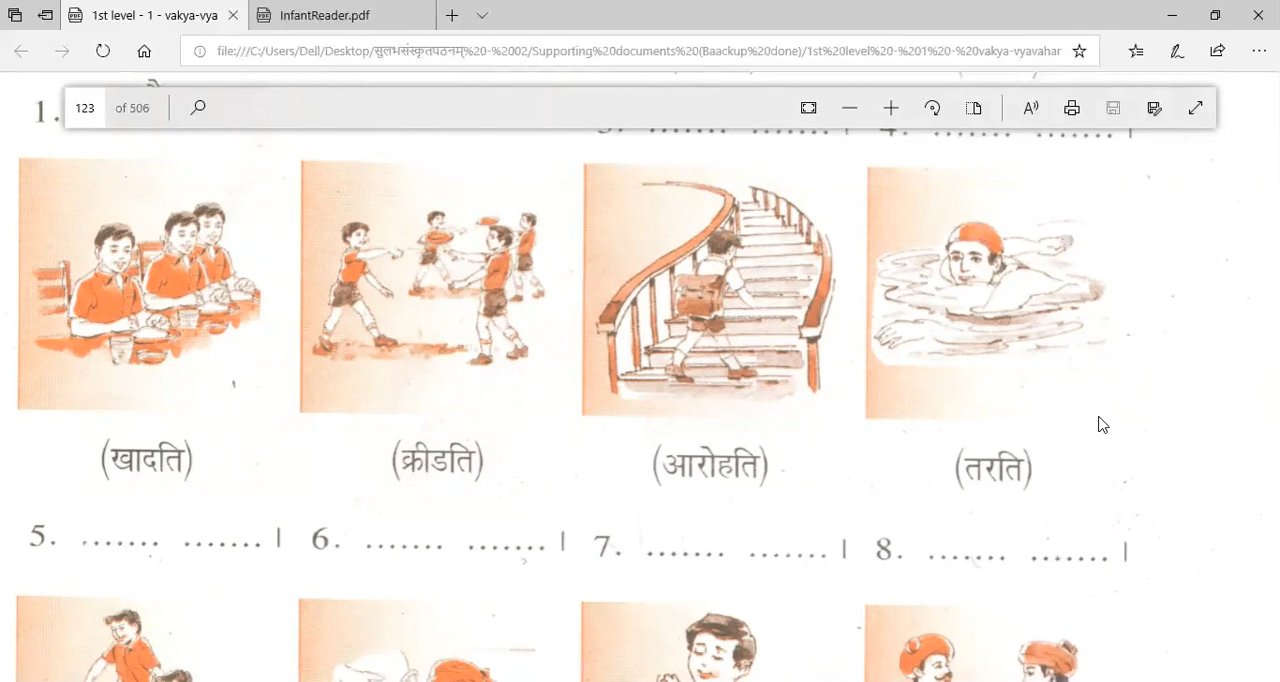 1st level - 1 - vakya-vya
InfantReader.pdf
file:///C:/Users/Dell/Desktop/सुलभसंस्कृतपठनम्%20-%2002/Supporting%20documents%20(Baackup%20done)/1st%20level%20-%201%20-%20vakya-vyavahar
1.
123 of 506
(खादति) (क्रीडति) (आरोहति) (तरति)
5. ....... ....... | 6. ....... ....... | 7. ....... ....... | 8. ....... ....... |